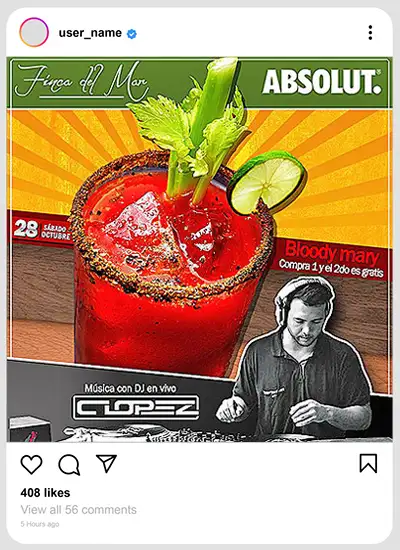 user_name
Finca del Mar
ABSOLUT.
28 SÁBADO
OCTUBRE
Bloody mary
Compra 1 y el 2do es gratis
Música con DJ en vivo
C LOPEZ
408 likes
View all 56 comments
5 Hours ago